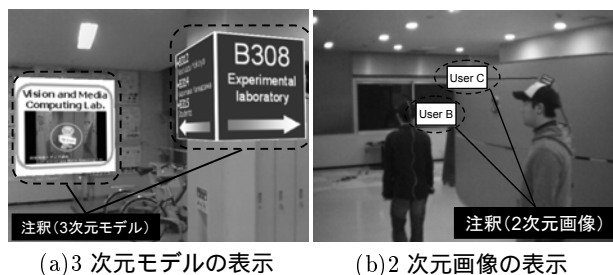 Vision and Media
Computing Lab.
B308
Experimental
laboratory
注釈(3次元モデル)
User C
User B
注釈(2次元画像)
(a)3 次元モデルの表示
(b)2 次元画像の表示